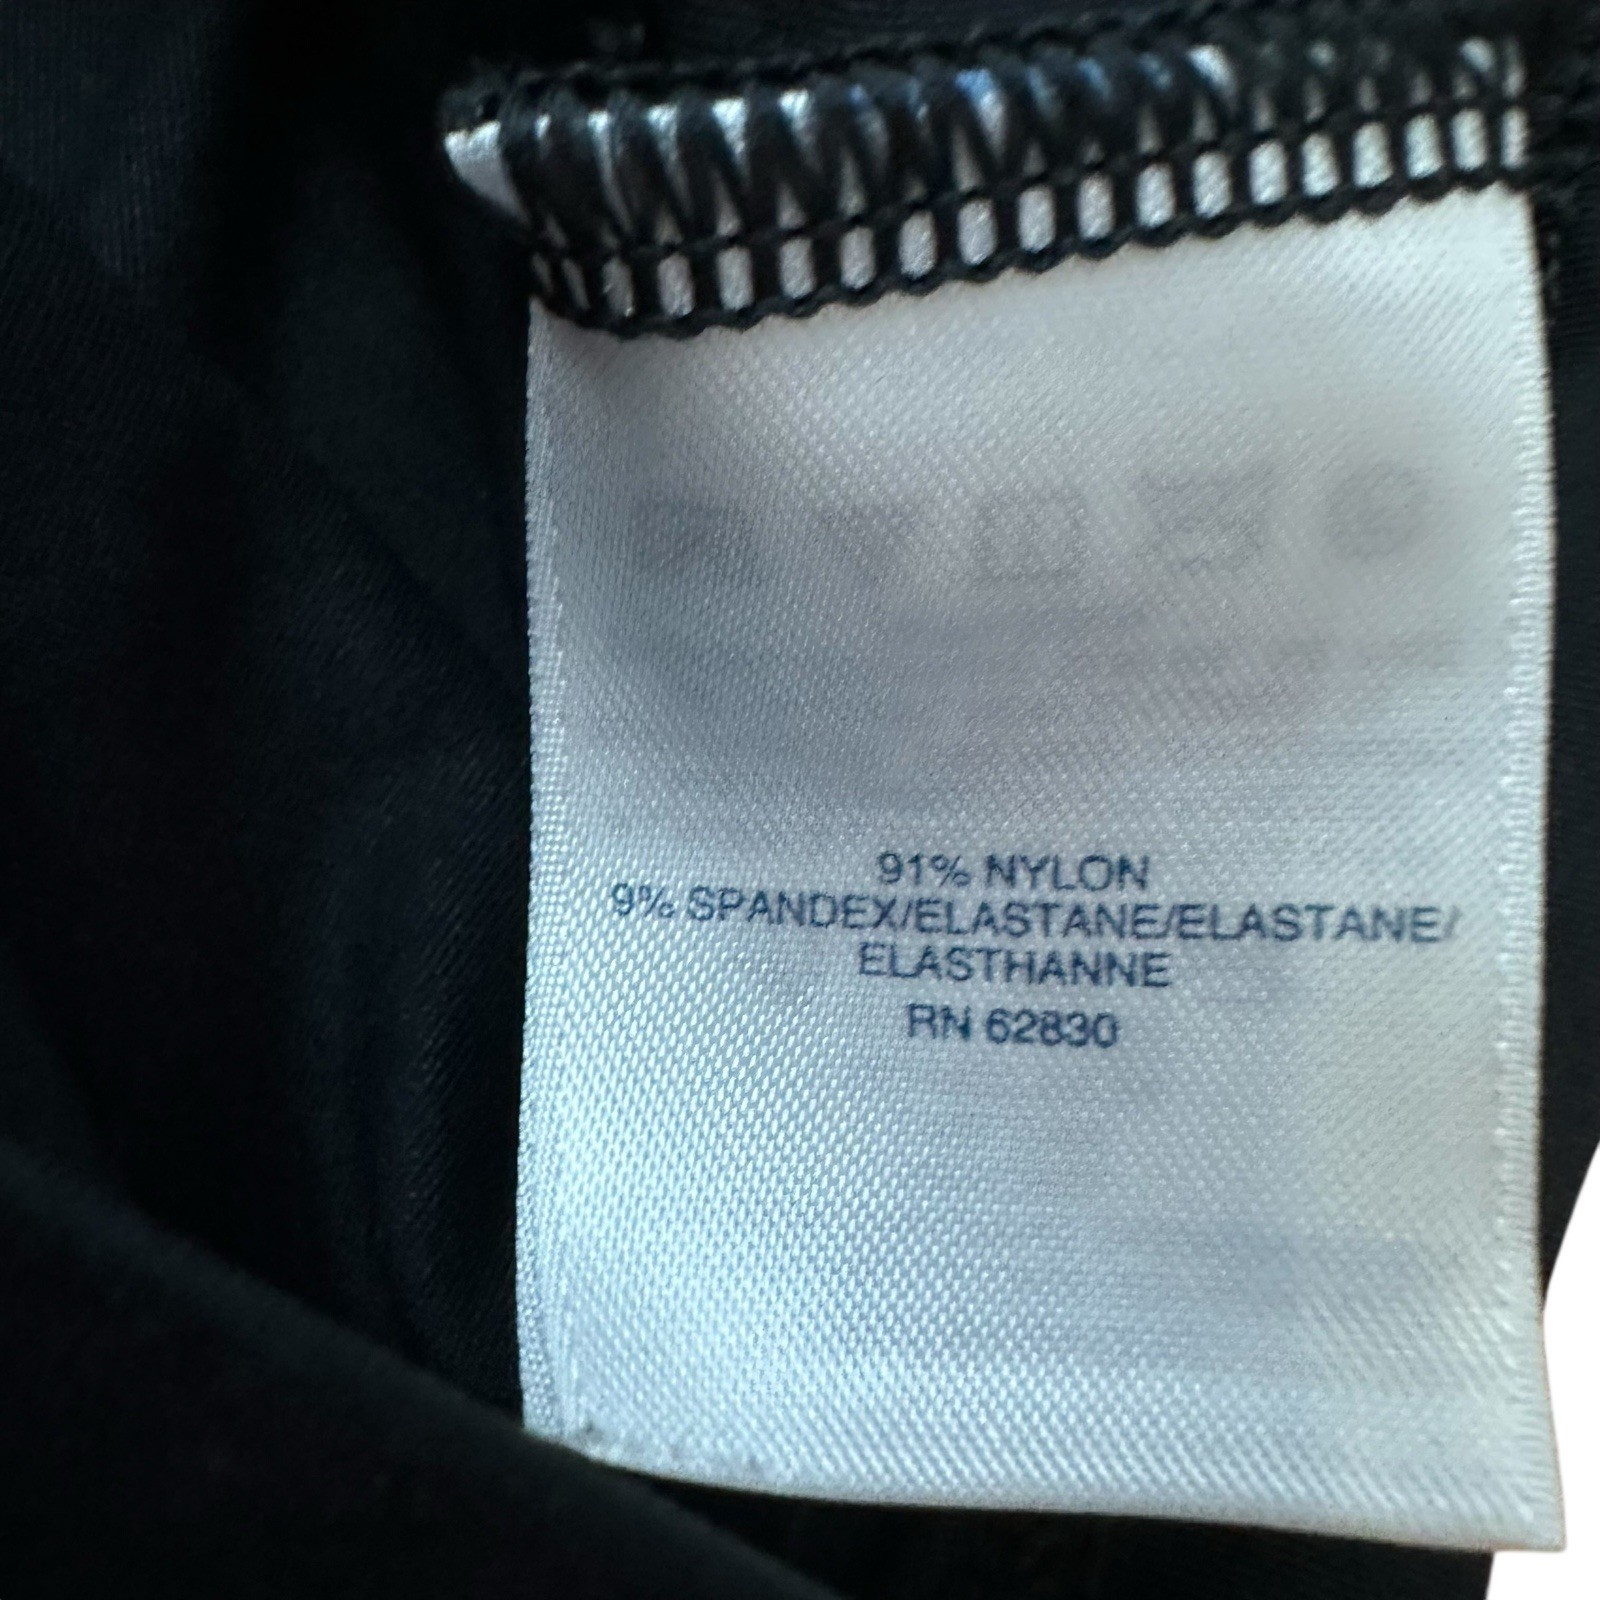 91% NYLON
9% SPANDEX/ELASTANE/ELASTANE/
ELASTHANNE
RN 62830